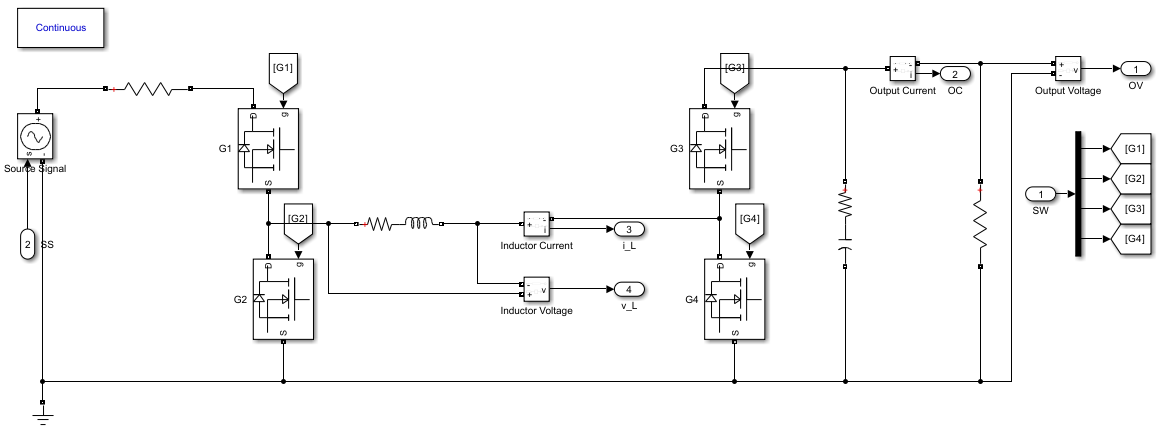 Continuous
[G1]
[G3]
+ -
i
Output Current
2
OC
+
-
v
Output Voltage
1
OV
D
g
G1
S
D
g
G3
S
+
s
-
Source Signal
[G1]
[G2]
[G3]
[G4]
1
SW
[G2]
[G4]
2
SS
+ -
i
Inductor Current
3
i_L
D
g
G2
S
-
+
v
Inductor Voltage
4
v_L
D
g
G4
S